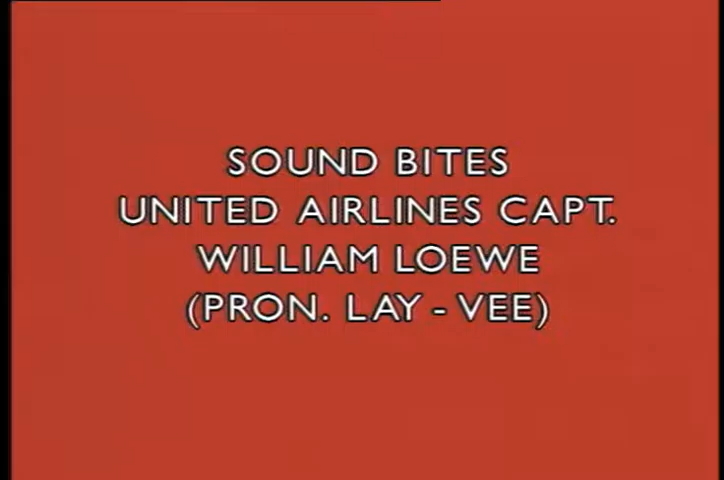 SOUND BITES
UNITED AIRLINES CAPT.
WILLIAM LOEWE
(PRON. LAY - VEE)